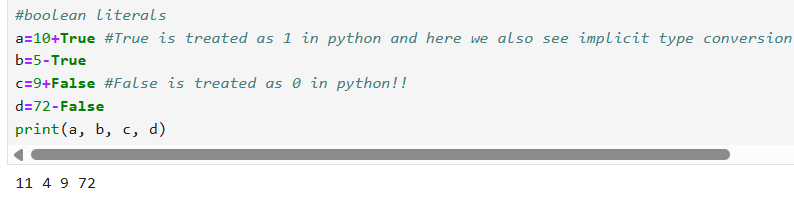 #boolean literals
a=10+True #True is treated as 1 in python and here we also see implicit type conversion
b=5-True
c=9+False #False is treated as 0 in python!!
d=72-False
print(a, b, c, d)
11 4 9 72